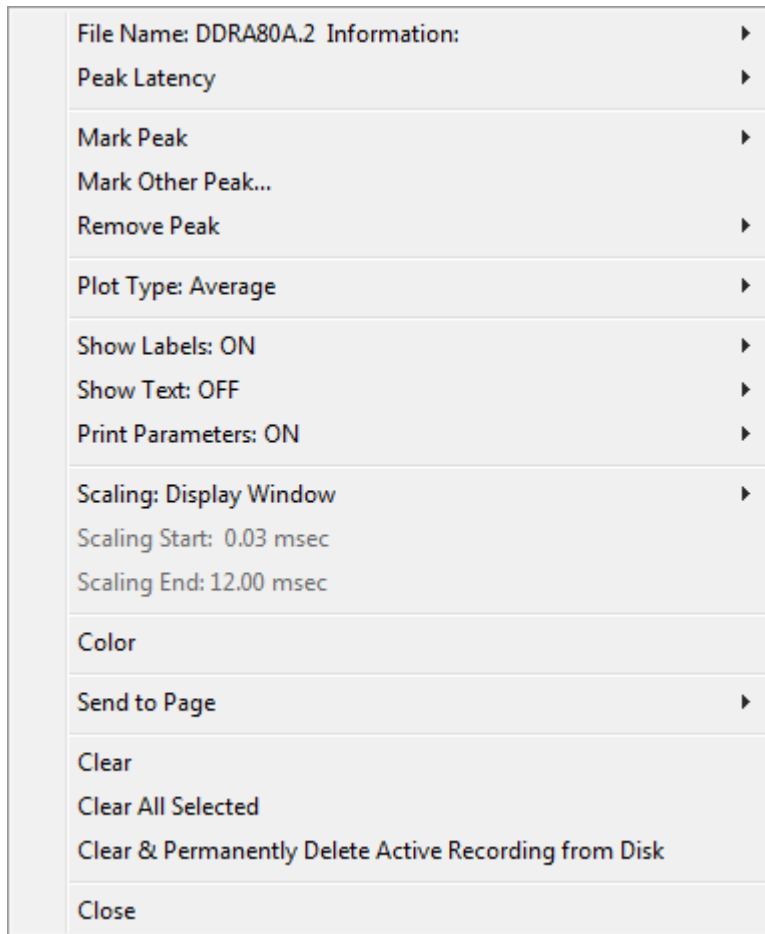 File Name: DDRA80A.2  Information:
Peak Latency
Mark Peak
Mark Other Peak...
Remove Peak
Plot Type: Average
Show Labels: ON
Show Text: OFF
Print Parameters: ON
Scaling: Display Window
Scaling Start:  0.03 msec
Scaling End: 12.00 msec
Color
Send to Page
Clear
Clear All Selected
Clear & Permanently Delete Active Recording from Disk
Close